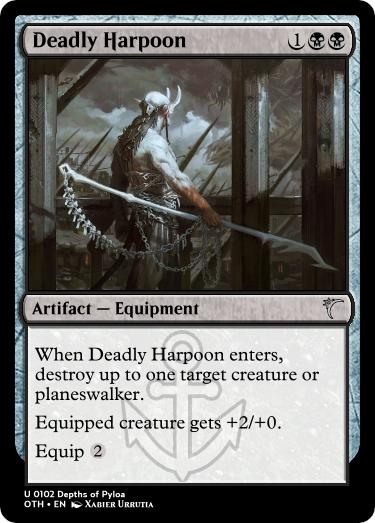 Deadly Harpoon 1
Artifact — Equipment
When Deadly Harpoon enters,
destroy up to one target creature or
planeswalker.
Equipped creature gets +2/+0.
Equip 2
U 0102 Depths of Pyloa
OTH • EN Xabier Urrutia